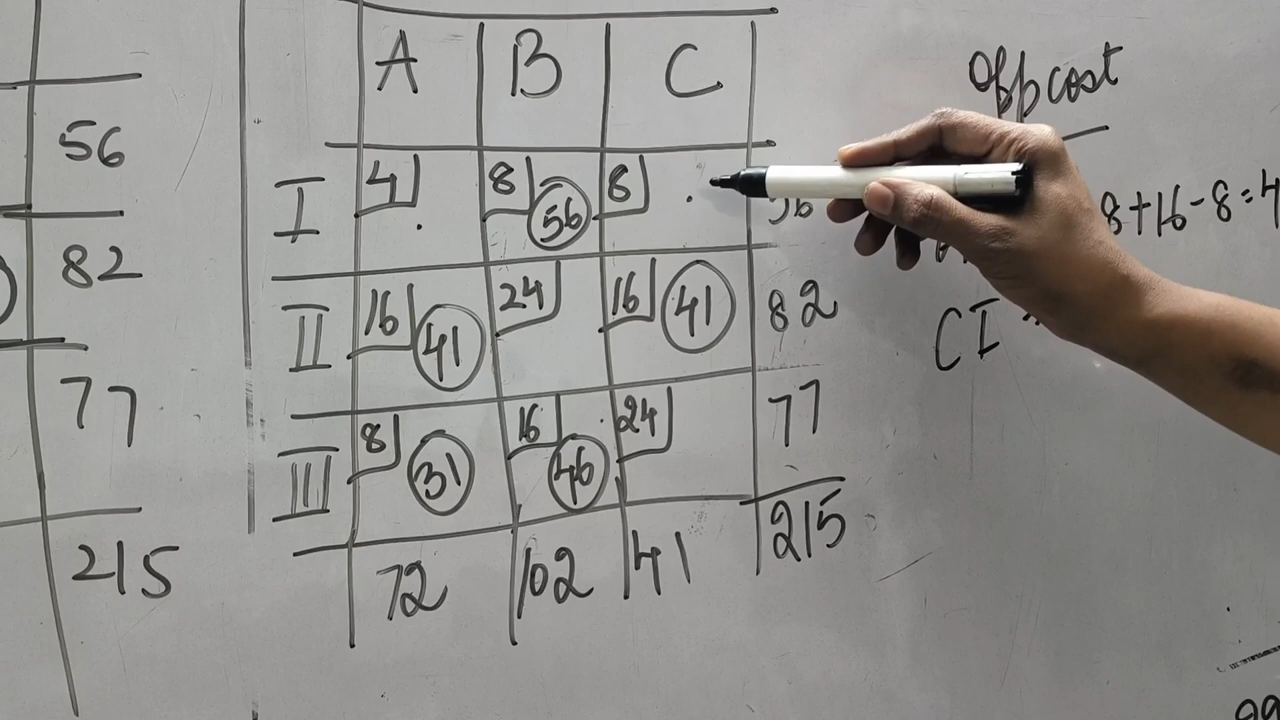 56
82
77
215
A B C
I 4 8 56 8 56
II 16 41 24 16 41 82
III 8 31 16 46 24 77
72 102 41 215
Opp cost
8+16-8=4
CI